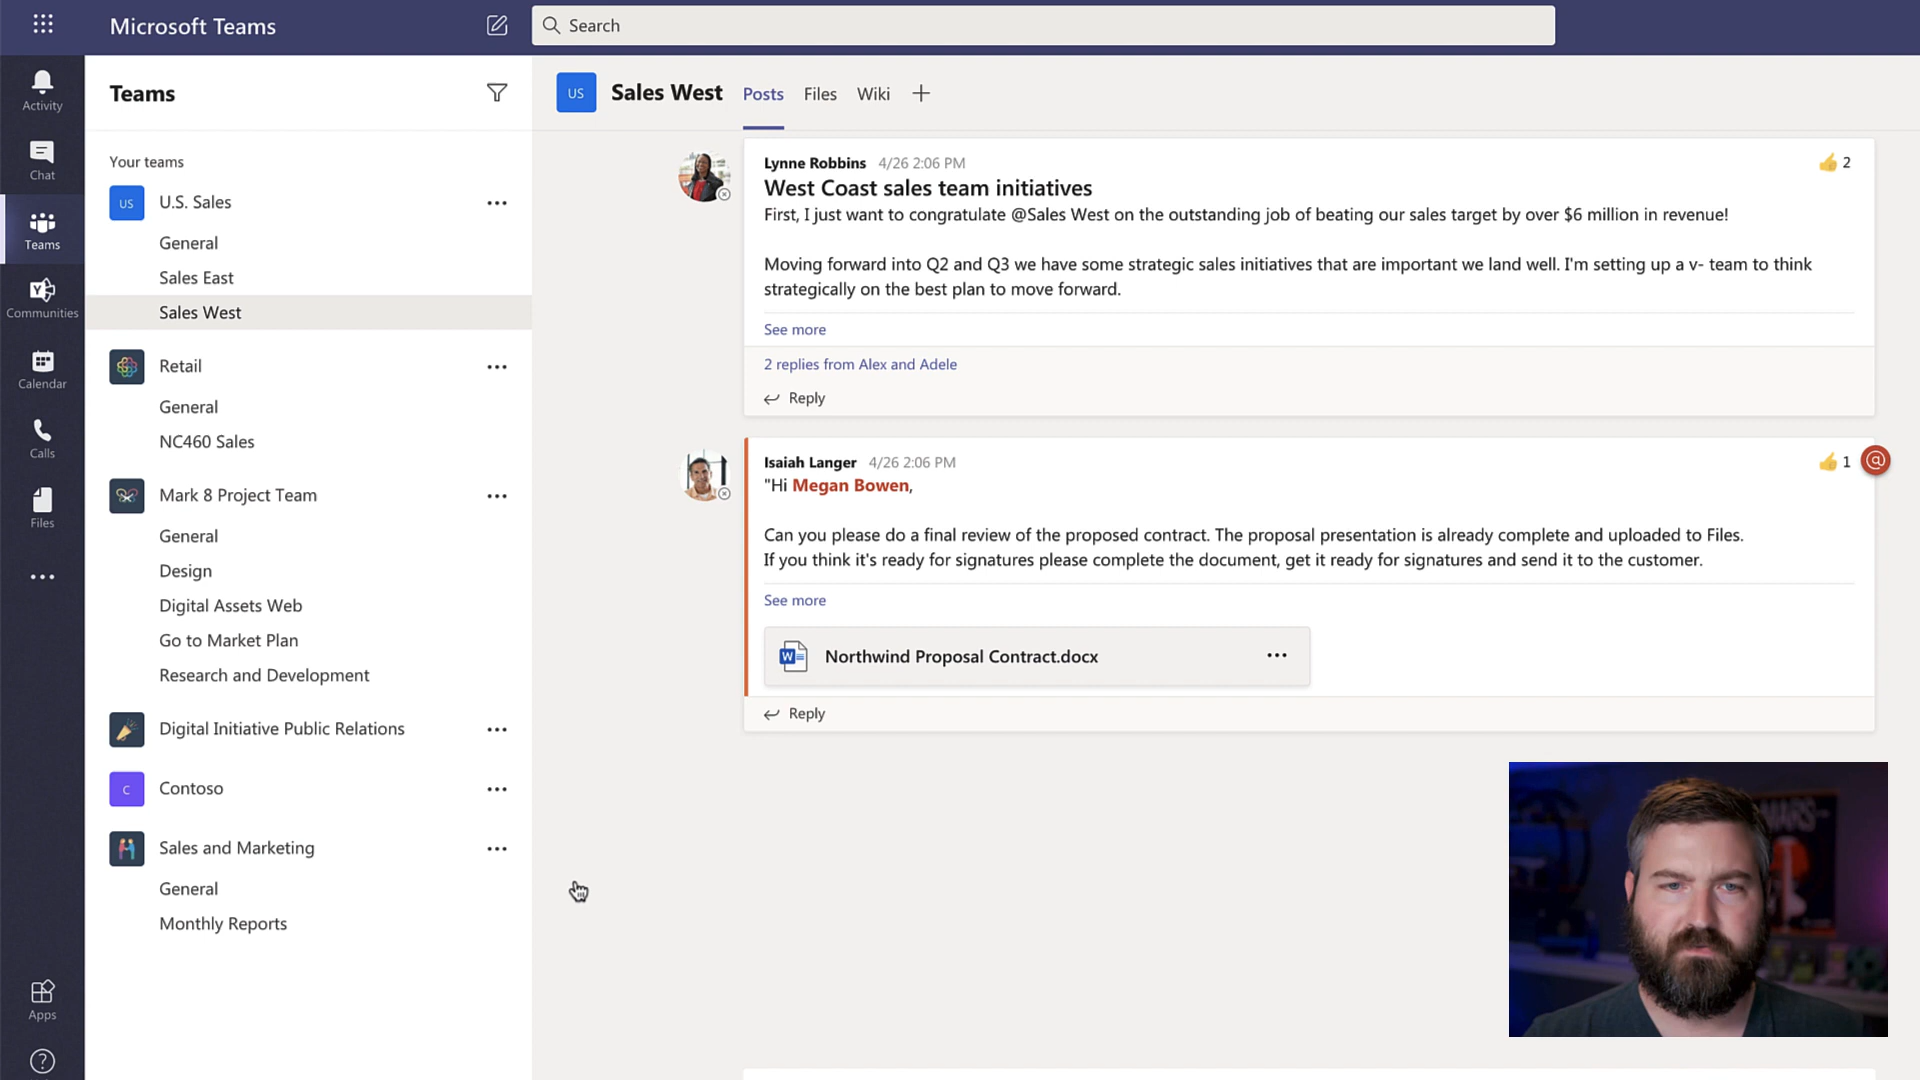 Microsoft Teams
Search
Activity
Chat
Teams
Communities
Calendar
Calls
Files
Apps
Teams
Your teams
US U.S. Sales
General
Sales East
Sales West
Retail
General
NC460 Sales
Mark 8 Project Team
General
Design
Digital Assets Web
Go to Market Plan
Research and Development
Digital Initiative Public Relations
C Contoso
Sales and Marketing
General
Monthly Reports
US Sales West Posts Files Wiki
Lynne Robbins 4/26 2:06 PM 2
West Coast sales team initiatives
First, I just want to congratulate @Sales West on the outstanding job of beating our sales target by over $6 million in revenue!
Moving forward into Q2 and Q3 we have some strategic sales initiatives that are important we land well. I'm setting up a v- team to think
strategically on the best plan to move forward.
See more
2 replies from Alex and Adele
Reply
Isaiah Langer 4/26 2:06 PM 1 @
"Hi Megan Bowen,
Can you please do a final review of the proposed contract. The proposal presentation is already complete and uploaded to Files.
If you think it's ready for signatures please complete the document, get it ready for signatures and send it to the customer.
See more
W Northwind Proposal Contract.docx
Reply